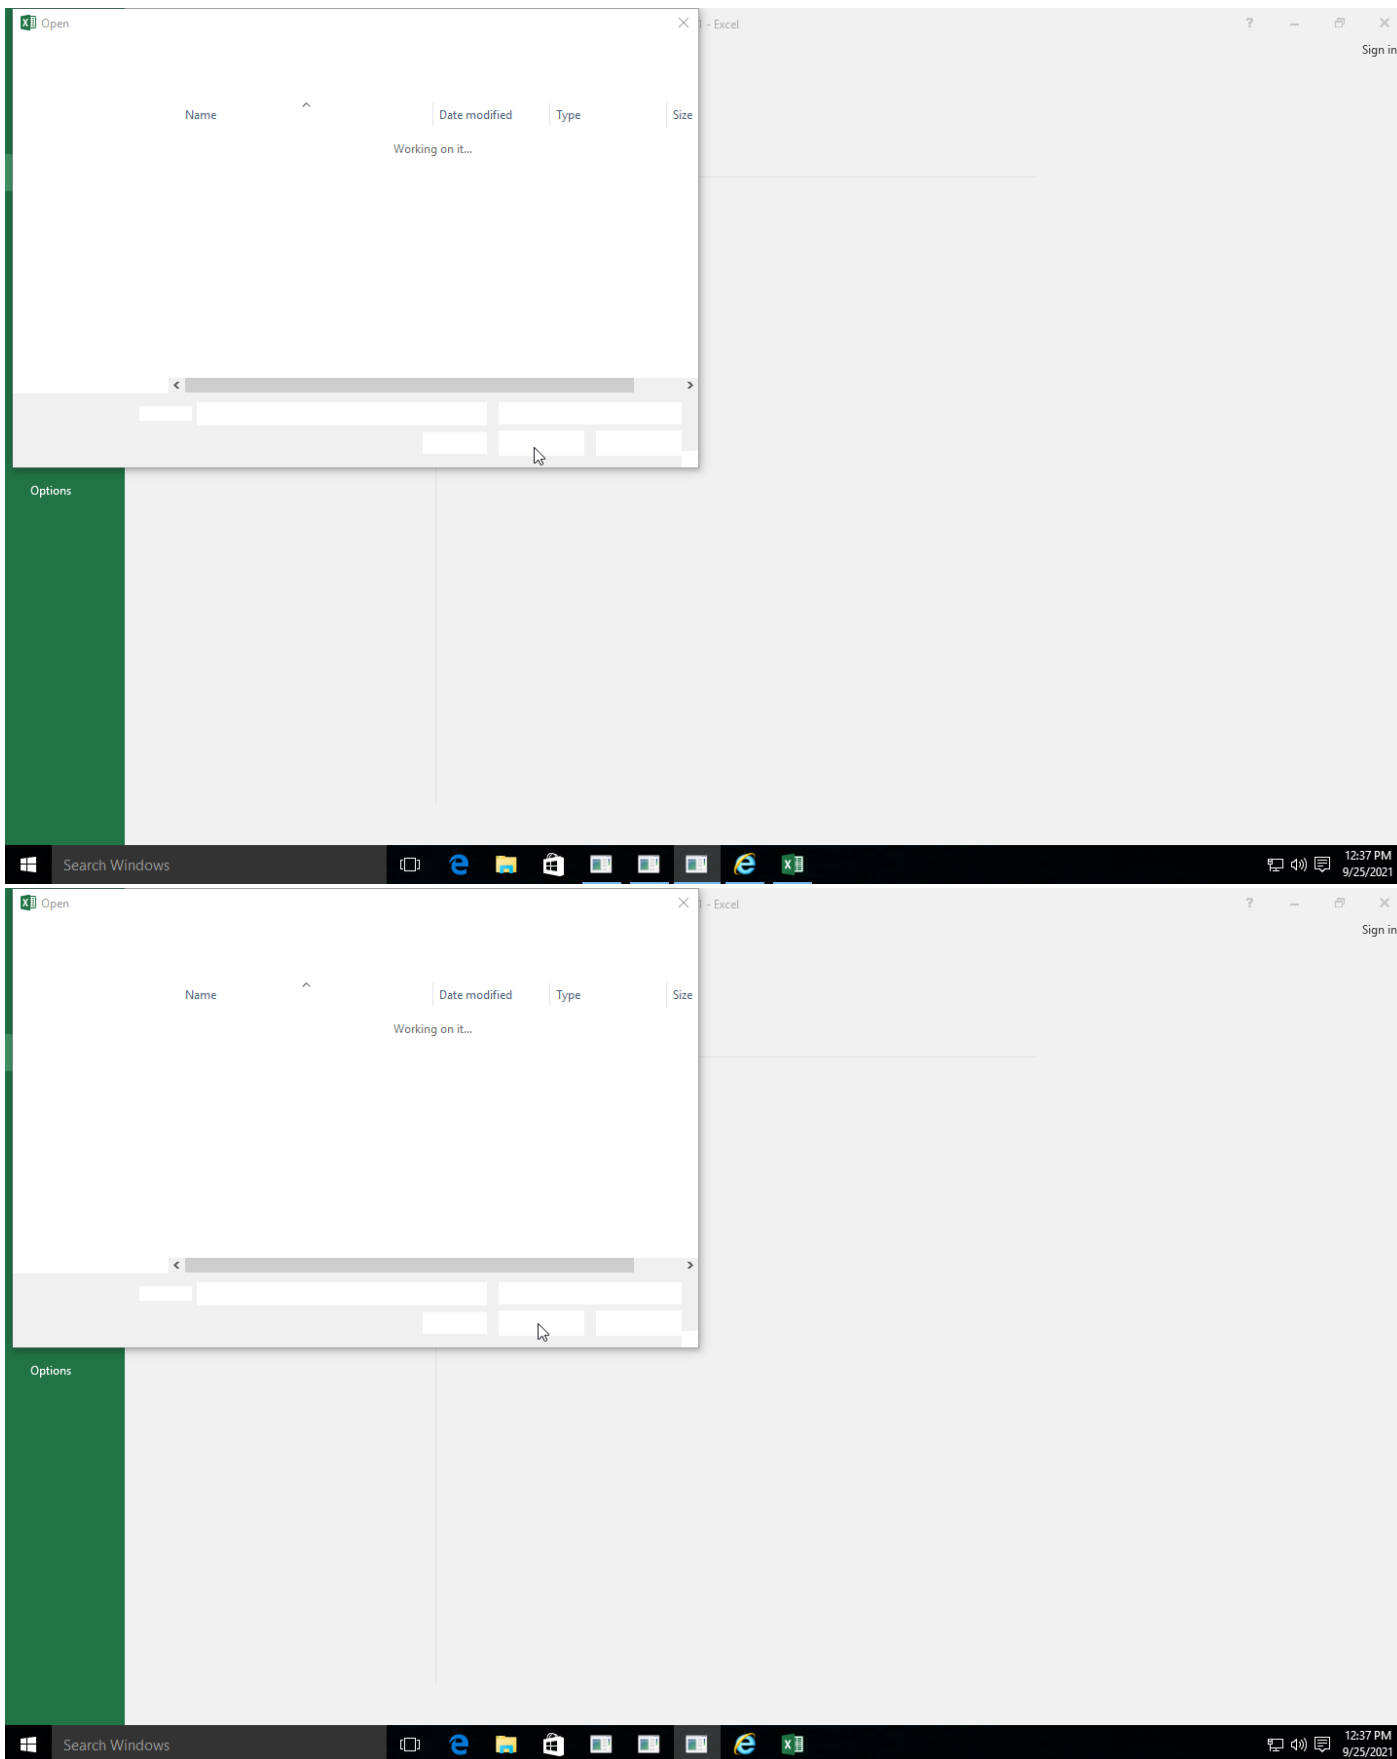 Open
1 - Excel
?
Sign in
Name
Date modified
Type
Size
Working on it...
Options
Search Windows
12:37 PM
9/25/2021
Open
1 - Excel
?
Sign in
Name
Date modified
Type
Size
Working on it...
Options
Search Windows
12:37 PM
9/25/2021